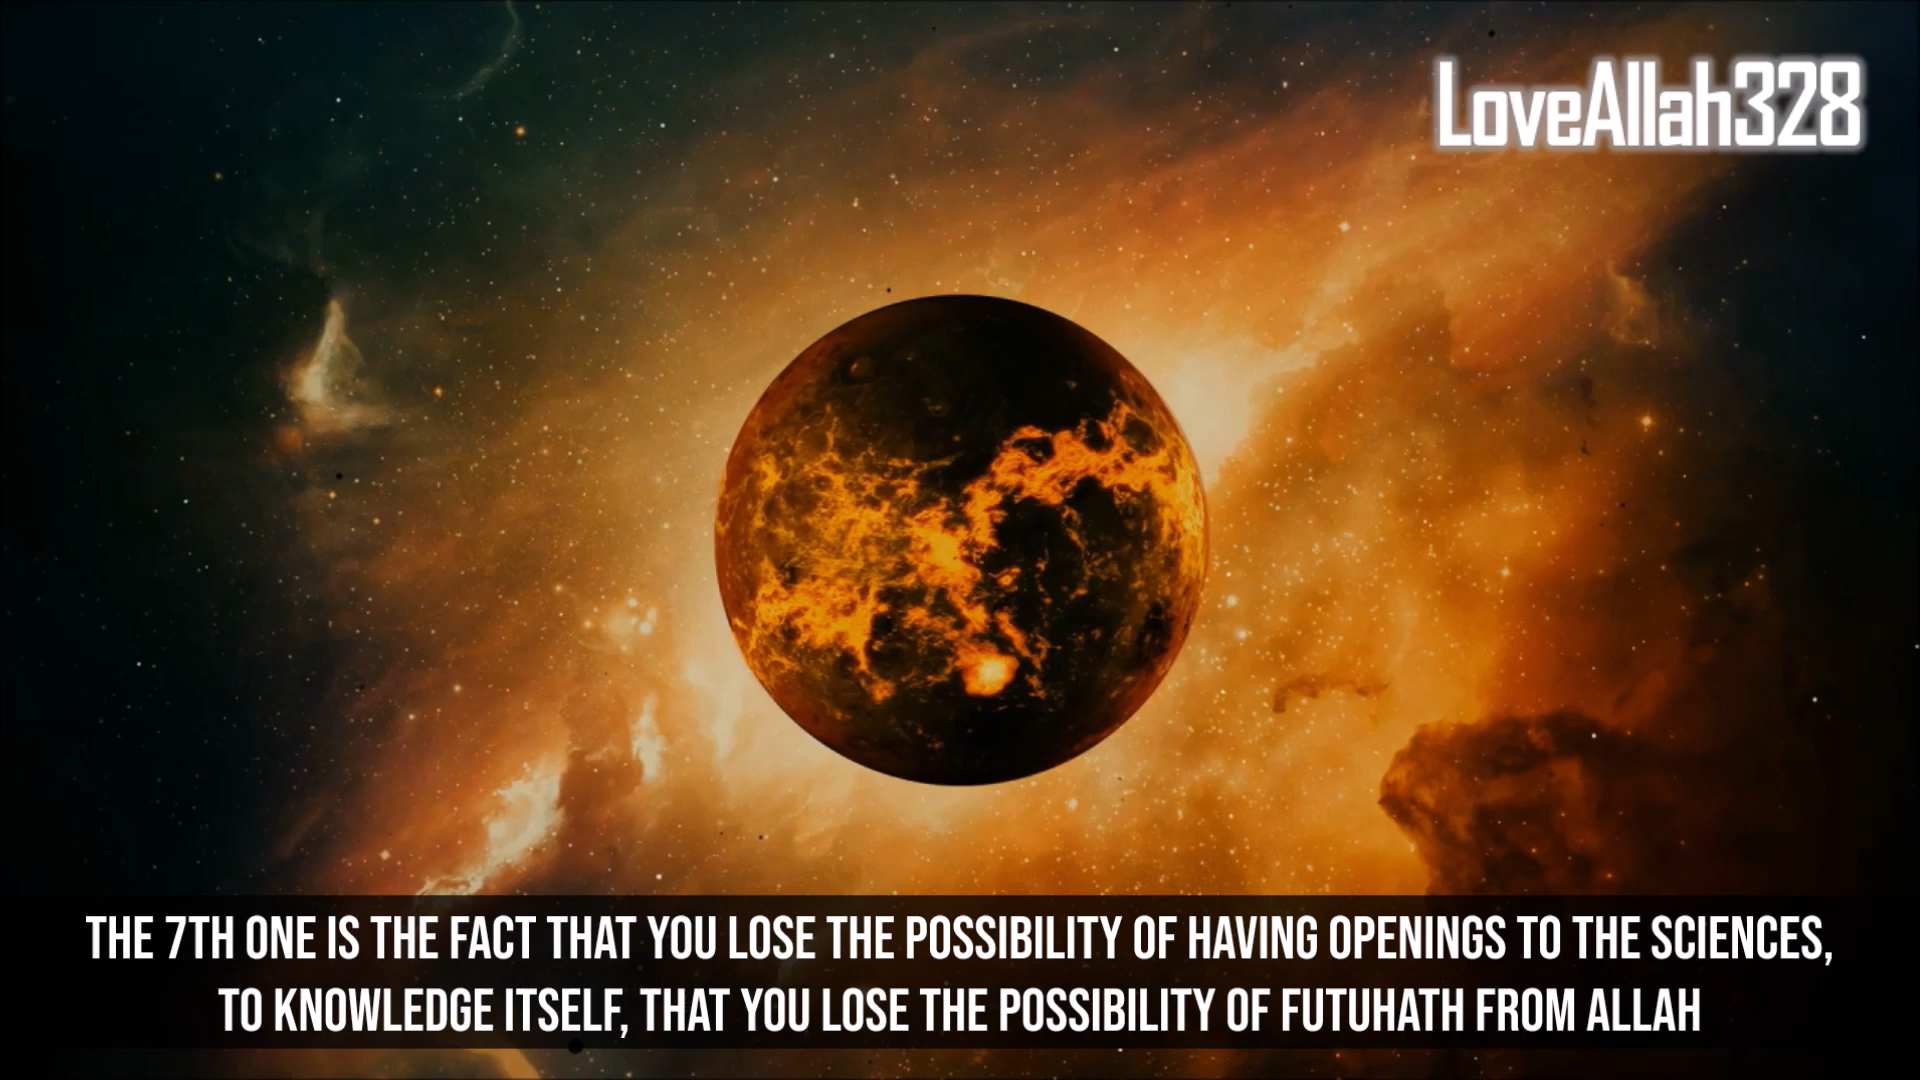 LoveAllah328
THE 7TH ONE IS THE FACT THAT YOU LOSE THE POSSIBILITY OF HAVING OPENINGS TO THE SCIENCES,
TO KNOWLEDGE ITSELF, THAT YOU LOSE THE POSSIBILITY OF FUTUHATH FROM ALLAH